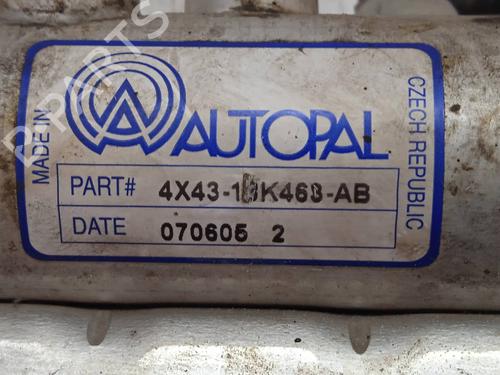 AUTOPAL
MADE IN
CZECH REPUBLIC
PART#
DATE 070605 2